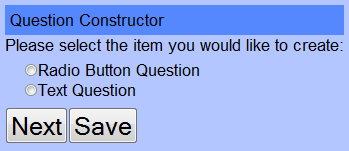 Question Constructor
Please select the item you would like to create:
Radio Button Question
Text Question
Next Save